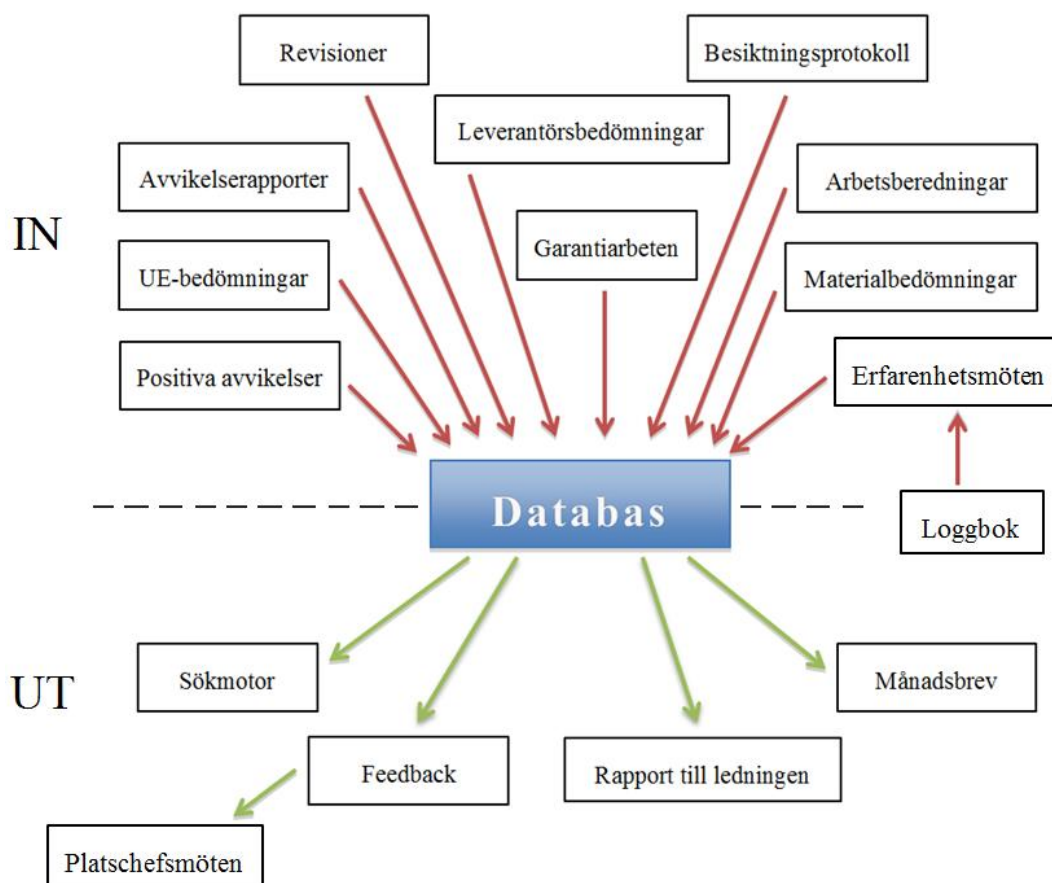 Revisioner
Besiktningsprotokoll
Leverantörsbedömningar
Avvikelserapporter
Arbetsberedningar
IN
Garantiarbeten
UE-bedömningar
Materialbedömningar
Positiva avvikelser
Erfarenhetsmöten
Databas
Loggbok
Sökmotor
Månadsbrev
UT
Feedback
Rapport till ledningen
Platschefsmöten